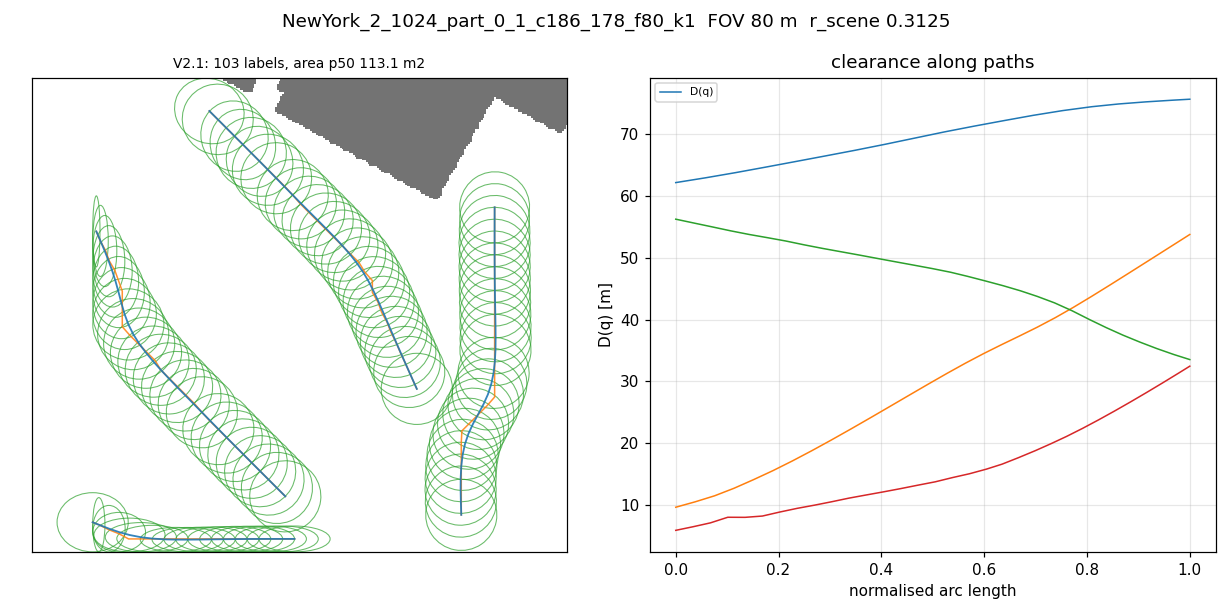 NewYork_2_1024_part_0_1_c186_178_f80_k1 FOV 80 m r_scene 0.3125
V2.1: 103 labels, area p50 113.1 m2
clearance along paths
D(q)
70
60
50
40
30
20
10
D(q) [m]
0.0 0.2 0.4 0.6 0.8 1.0
normalised arc length